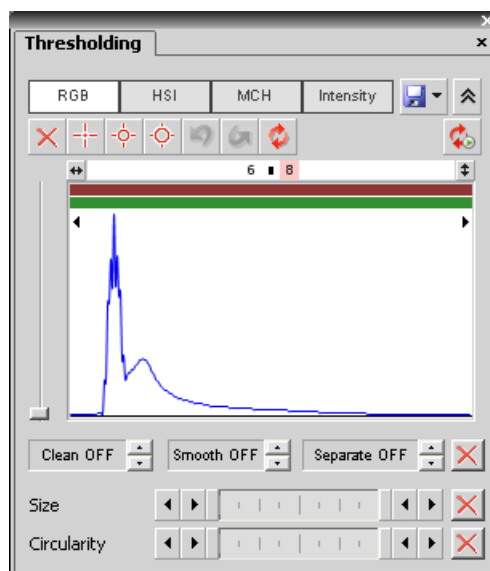 Thresholding
RGB HSI MCH Intensity
6 8
Clean OFF Smooth OFF Separate OFF
Size
Circularity